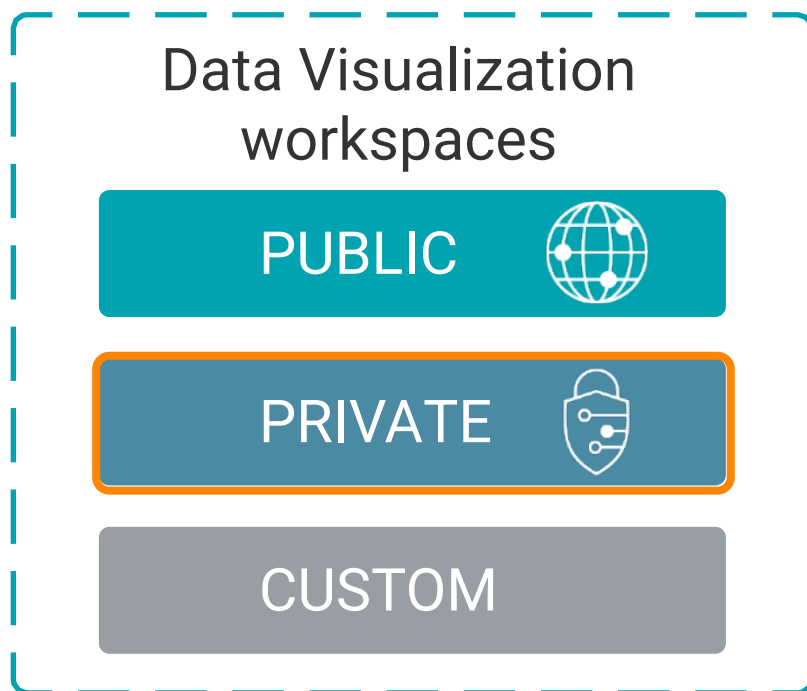 Data Visualization
workspaces
PUBLIC
PRIVATE
CUSTOM